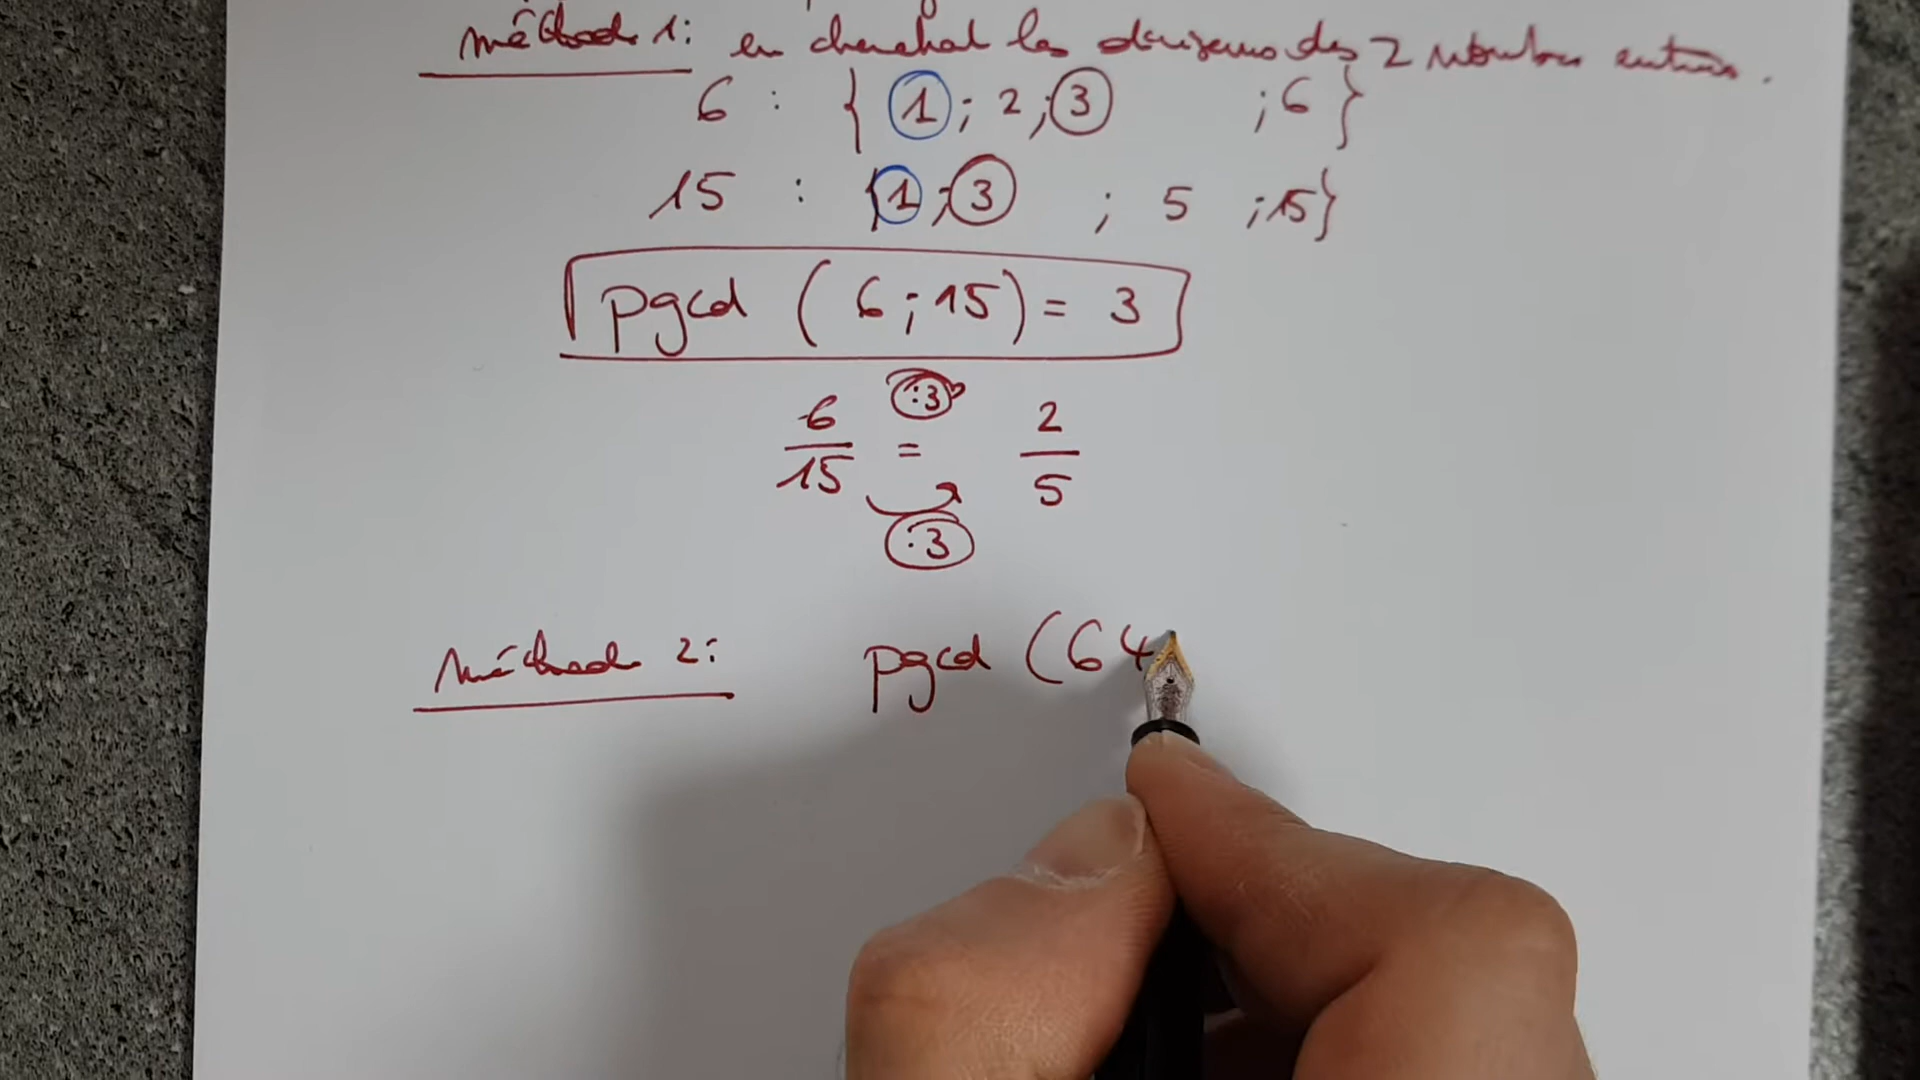 méthode 1: en cherchant les diviseurs des 2 nombres entiers.
6 : { 1 ; 2 ; 3 ; 6 }
15 : { 1 ; 3 ; 5 ; 15 }
pgcd ( 6 ; 15 ) = 3
:3
6/15 = 2/5
:3
Méthode 2: pgcd (64